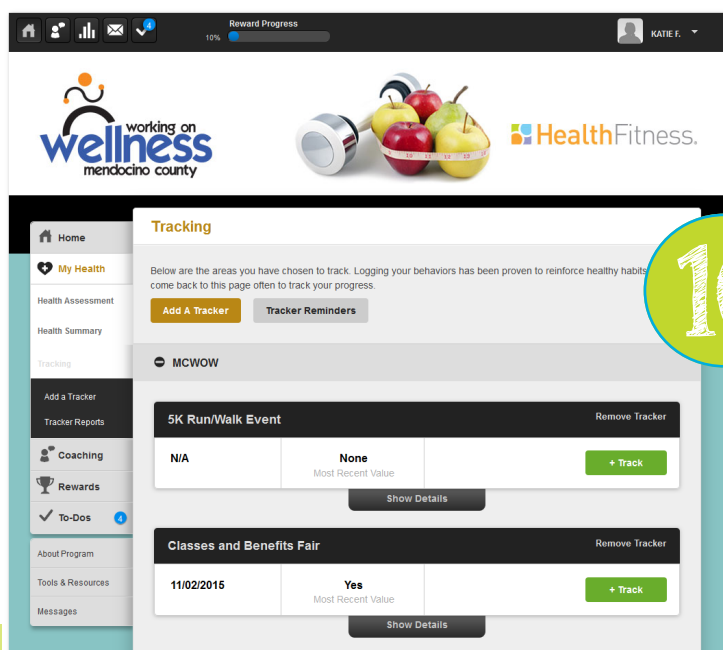 4
Reward Progress
10%
KATIE F.
working on
wellness
mendocino county
HealthFitness.
Home
My Health
Health Assessment
Health Summary
Tracking
Add a Tracker
Tracker Reports
Coaching
Rewards
To-Dos 4
About Program
Tools & Resources
Messages
Tracking
Below are the areas you have chosen to track. Logging your behaviors has been proven to reinforce healthy habits
come back to this page often to track your progress.
Add A Tracker Tracker Reminders
MCWOW
5K Run/Walk Event Remove Tracker
N/A None + Track
Most Recent Value
Show Details
Classes and Benefits Fair Remove Tracker
11/02/2015 Yes + Track
Most Recent Value
Show Details